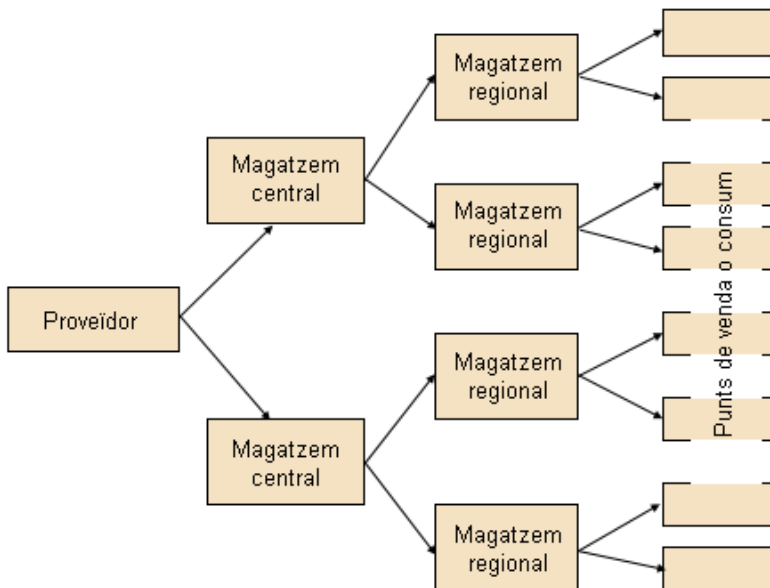 Magatzem
regional
Magatzem
central
Magatzem
regional
Proveïdor
Magatzem
regional
Magatzem
central
Magatzem
regional
Punts de venda o consum